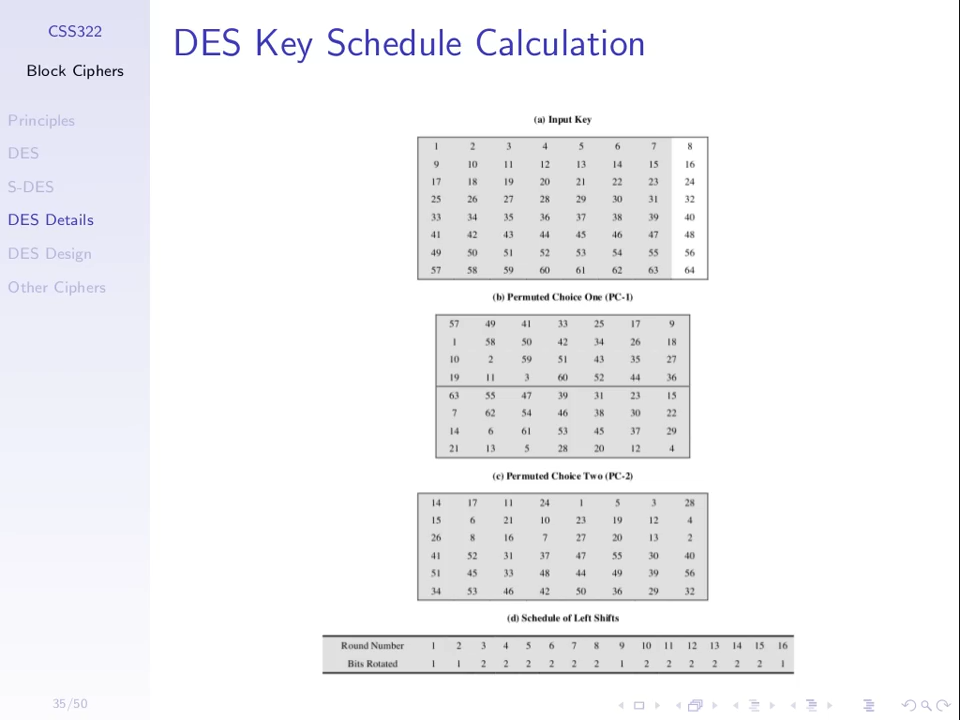 CSS322
Block Ciphers
Principles
DES
S-DES
DES Details
DES Design
Other Ciphers
35/50
DES Key Schedule Calculation
(a) Input Key
1 2 3 4 5 6 7 8
9 10 11 12 13 14 15 16
17 18 19 20 21 22 23 24
25 26 27 28 29 30 31 32
33 34 35 36 37 38 39 40
41 42 43 44 45 46 47 48
49 50 51 52 53 54 55 56
57 58 59 60 61 62 63 64
(b) Permuted Choice One (PC-1)
57 49 41 33 25 17 9
1 58 50 42 34 26 18
10 2 59 51 43 35 27
19 11 3 60 52 44 36
63 55 47 39 31 23 15
7 62 54 46 38 30 22
14 6 61 53 45 37 29
21 13 5 28 20 12 4
(c) Permuted Choice Two (PC-2)
14 17 11 24 1 5 3 28
15 6 21 10 23 19 12 4
26 8 16 7 27 20 13 2
41 52 31 37 47 55 30 40
51 45 33 48 44 49 39 56
34 53 46 42 50 36 29 32
(d) Schedule of Left Shifts
Round Number 1 2 3 4 5 6 7 8 9 10 11 12 13 14 15 16
Bits Rotated 1 1 2 2 2 2 2 2 1 2 2 2 2 2 2 1